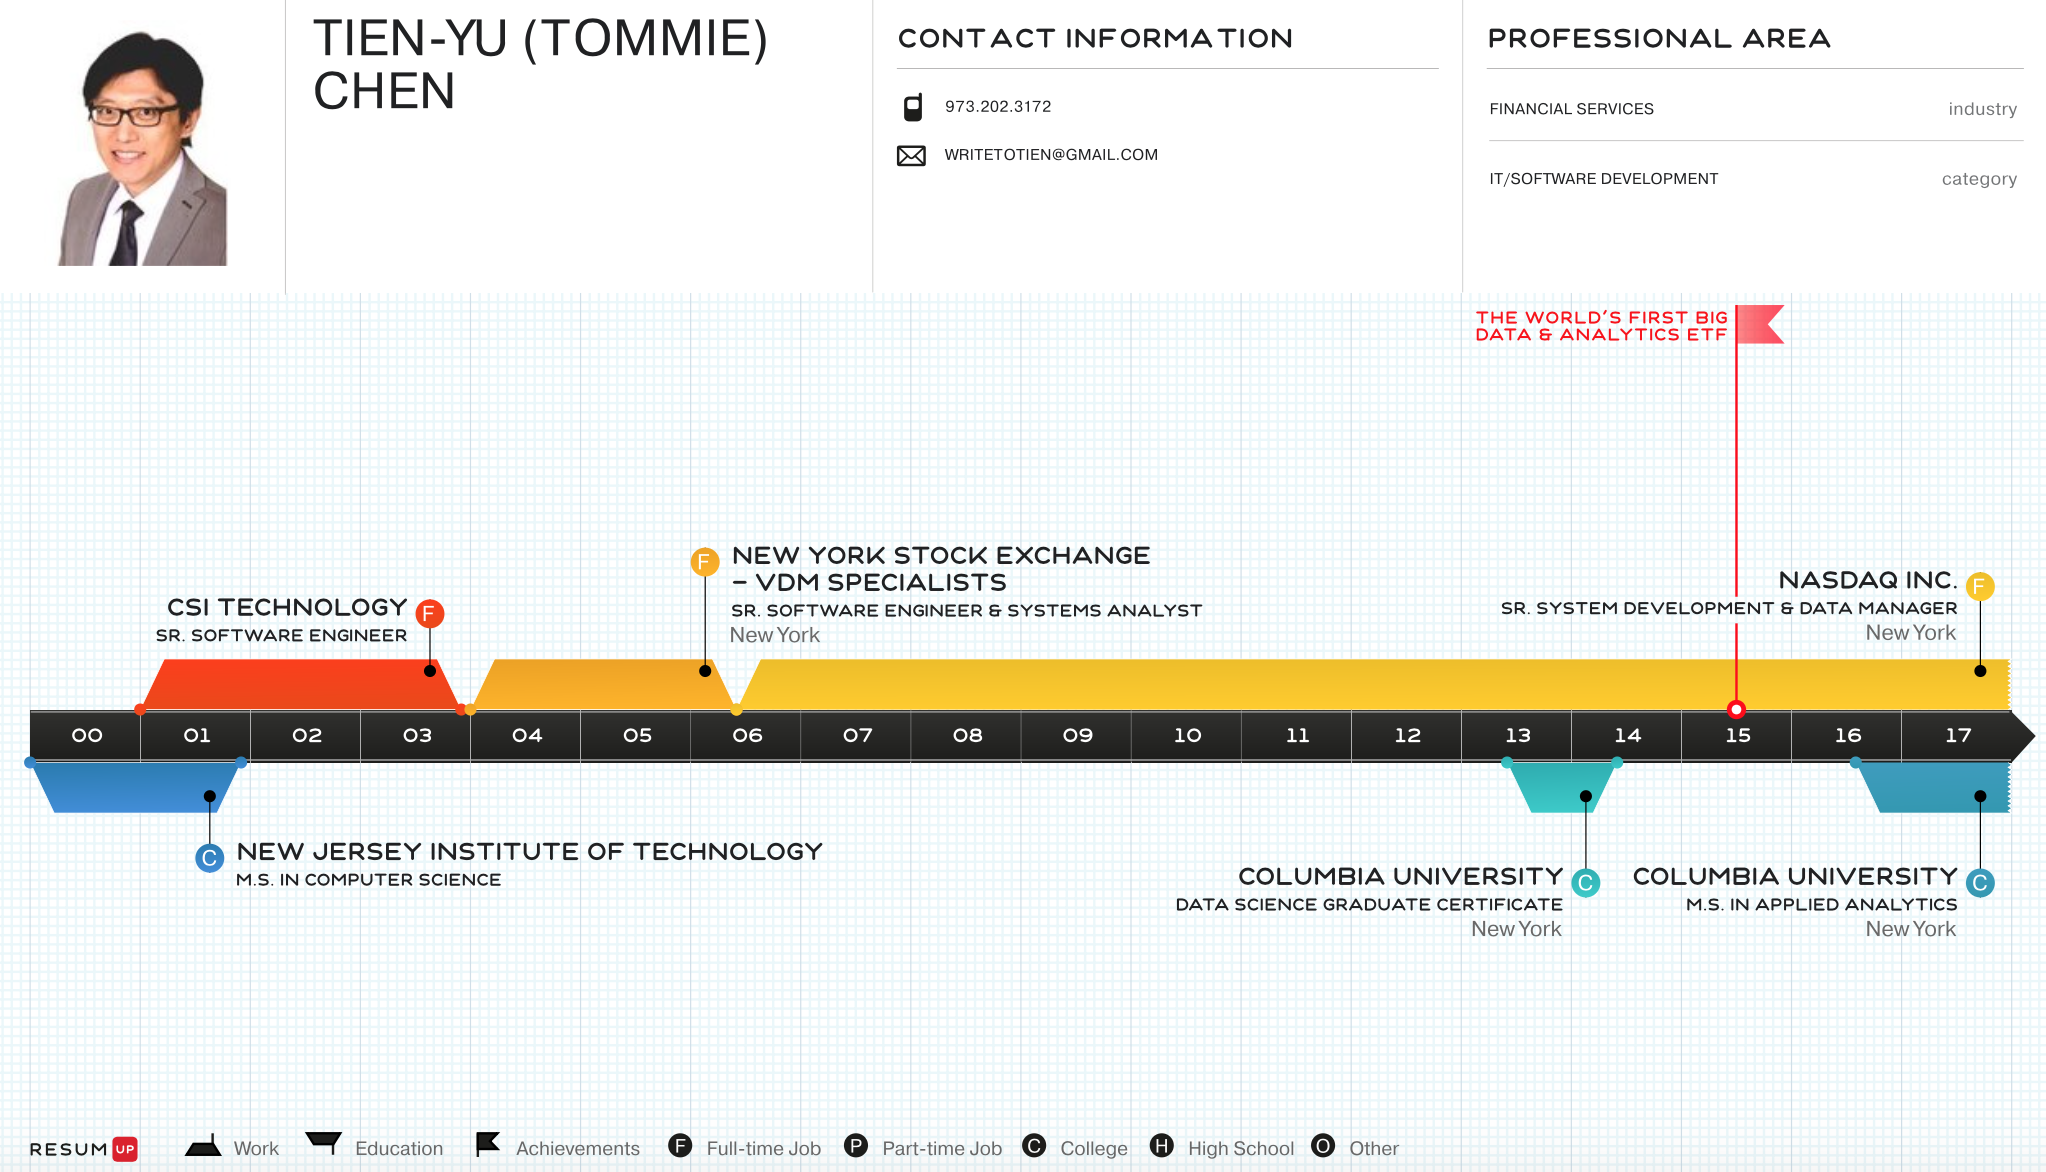 TIEN-YU (TOMMIE)
CHEN
CONTACT INFORMATION
973.202.3172
WRITETOTIEN@GMAIL.COM
PROFESSIONAL AREA
FINANCIAL SERVICES industry
IT/SOFTWARE DEVELOPMENT category
THE WORLD'S FIRST BIG
DATA & ANALYTICS ETF
CSI TECHNOLOGY F
SR. SOFTWARE ENGINEER
F NEW YORK STOCK EXCHANGE
– VDM SPECIALISTS
SR. SOFTWARE ENGINEER & SYSTEMS ANALYST
New York
NASDAQ INC. F
SR. SYSTEM DEVELOPMENT & DATA MANAGER
New York
00 01 02 03 04 05 06 07 08 09 10 11 12 13 14 15 16 17
C NEW JERSEY INSTITUTE OF TECHNOLOGY
M.S. IN COMPUTER SCIENCE
COLUMBIA UNIVERSITY C
DATA SCIENCE GRADUATE CERTIFICATE
New York
COLUMBIA UNIVERSITY C
M.S. IN APPLIED ANALYTICS
New York
RESUM UP Work Education Achievements F Full-time Job P Part-time Job C College H High School O Other